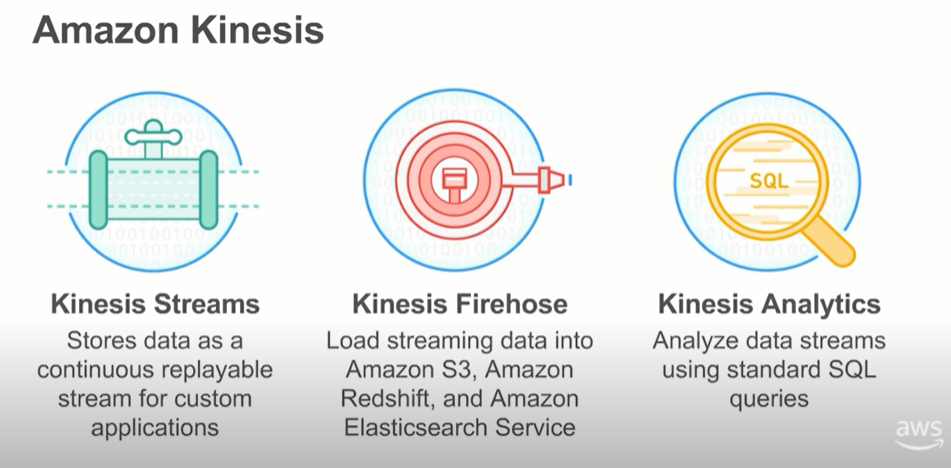 Amazon Kinesis
SQL
Kinesis Streams
Stores data as a
continuous replayable
stream for custom
applications
Kinesis Firehose
Load streaming data into
Amazon S3, Amazon
Redshift, and Amazon
Elasticsearch Service
Kinesis Analytics
Analyze data streams
using standard SQL
queries
aws